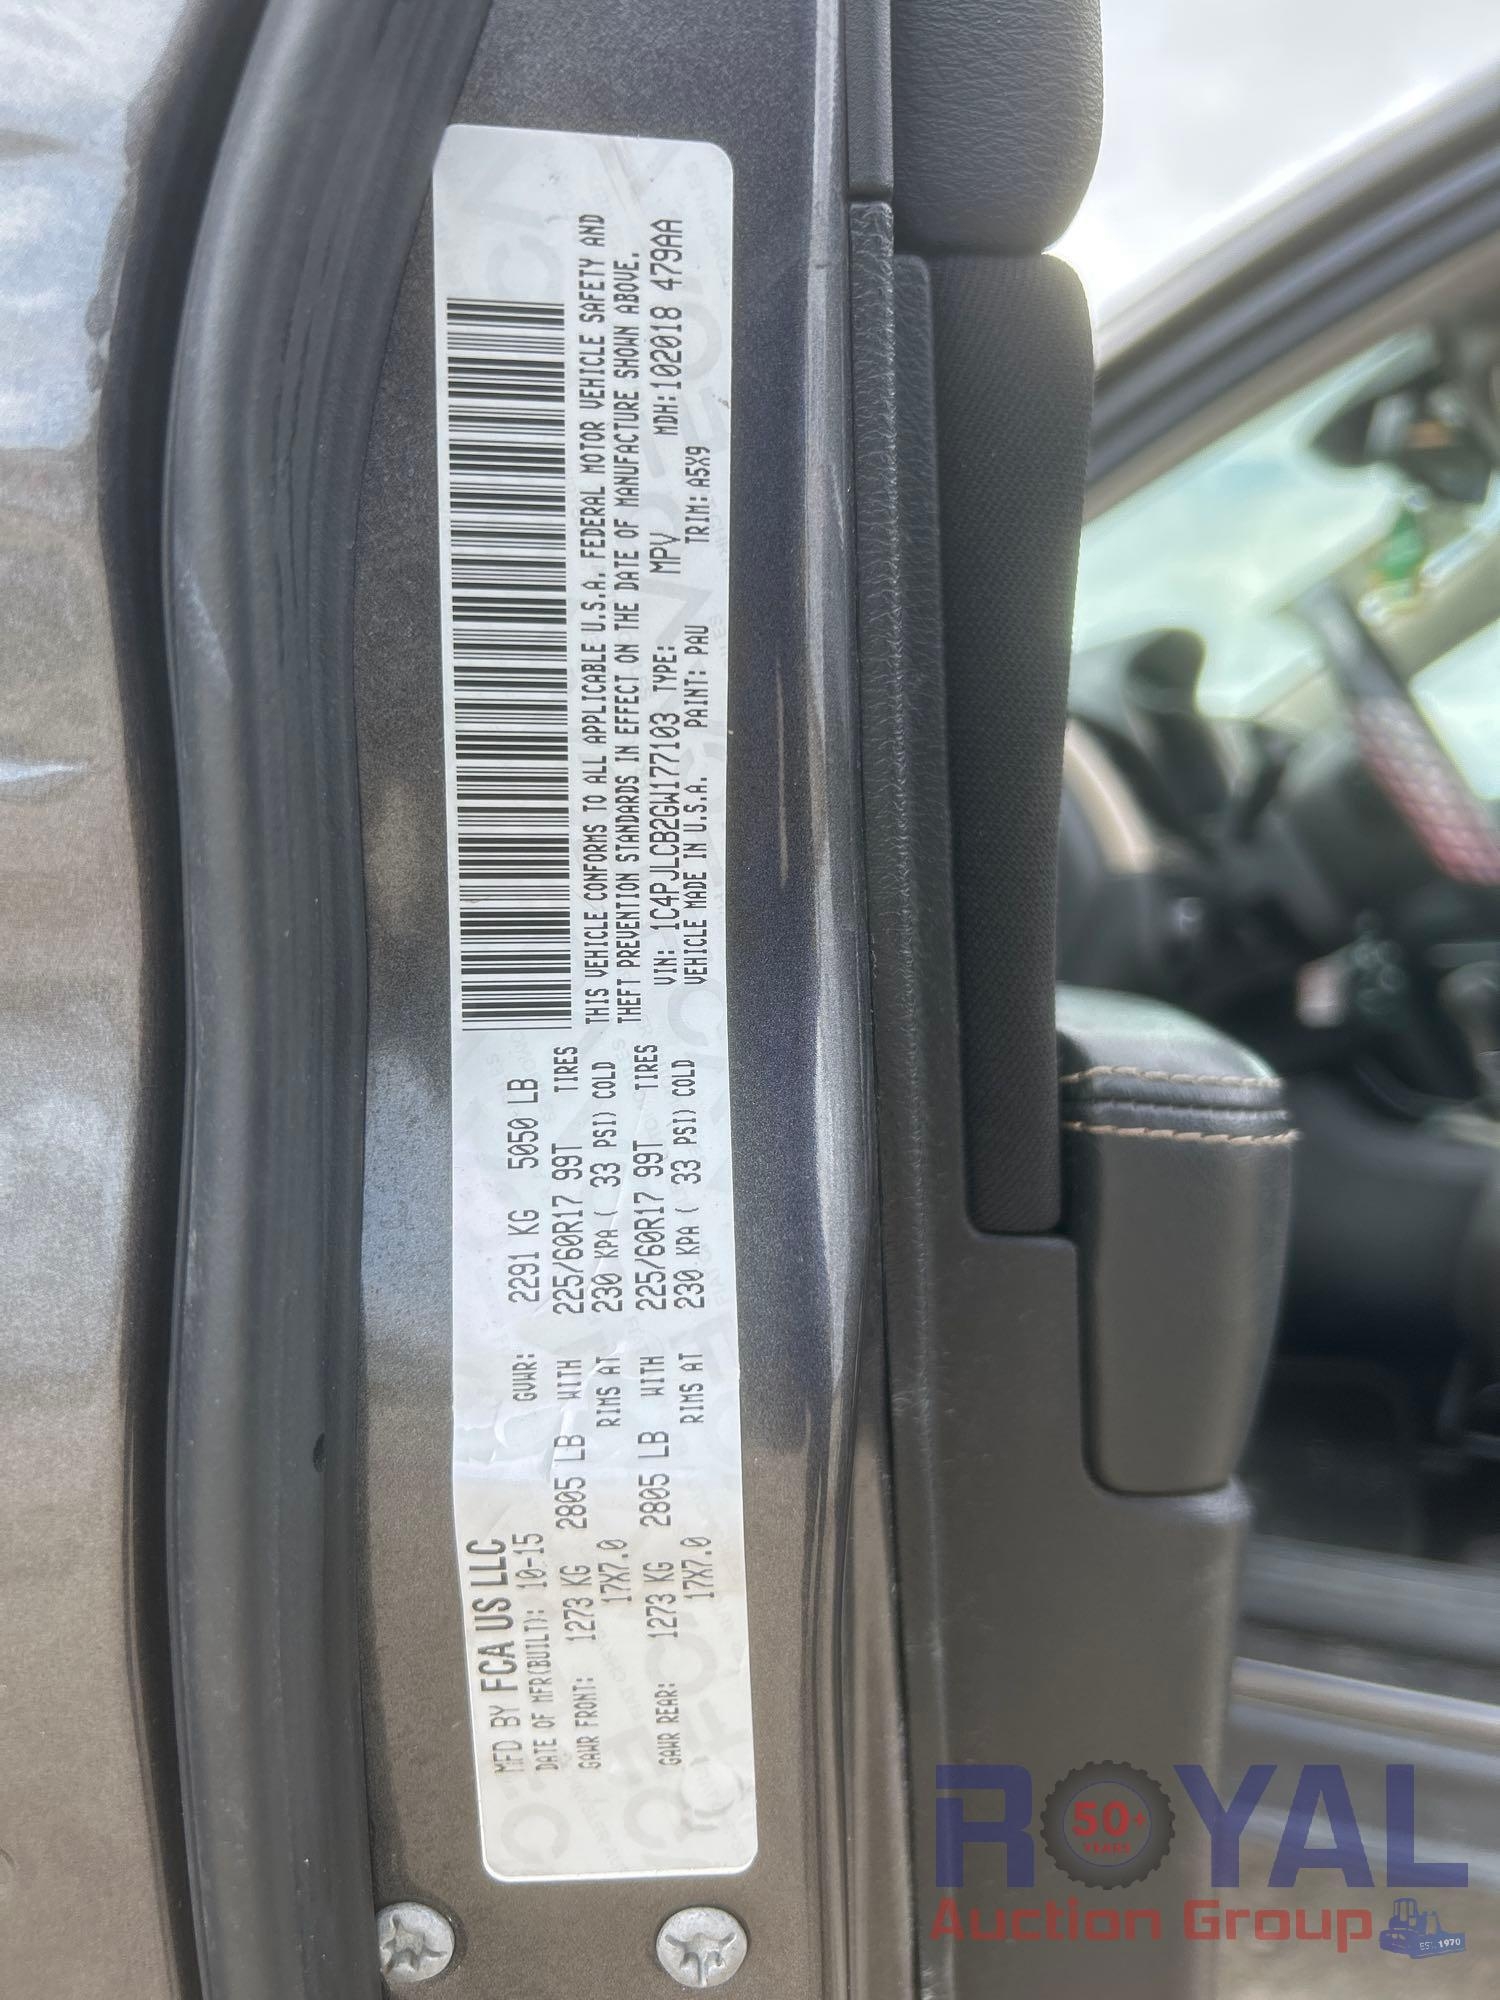 MFD BY FCA US LLC
DATE OF MFR(BUILT): 10-15 GVWR: 2291 KG 5050 LB
GAWR FRONT: 1273 KG 2805 LB WITH 225/60R17 99T TIRES
17X7.0 RIMS AT 230 KPA ( 33 PSI) COLD
GAWR REAR: 1273 KG 2805 LB WITH 225/60R17 99T TIRES
17X7.0 RIMS AT 230 KPA ( 33 PSI) COLD
THIS VEHICLE CONFORMS TO ALL APPLICABLE U.S.A. FEDERAL MOTOR VEHICLE SAFETY AND
THEFT PREVENTION STANDARDS IN EFFECT ON THE DATE OF MANUFACTURE SHOWN ABOVE.
VIN: 1C4PJLCB2GW177103 TYPE: MPV MDH:102018 479AA
VEHICLE MADE IN U.S.A. PAINT: PAU TRIM: A5X9
ROYAL
50+
YEARS
Auction Group
EST. 1970